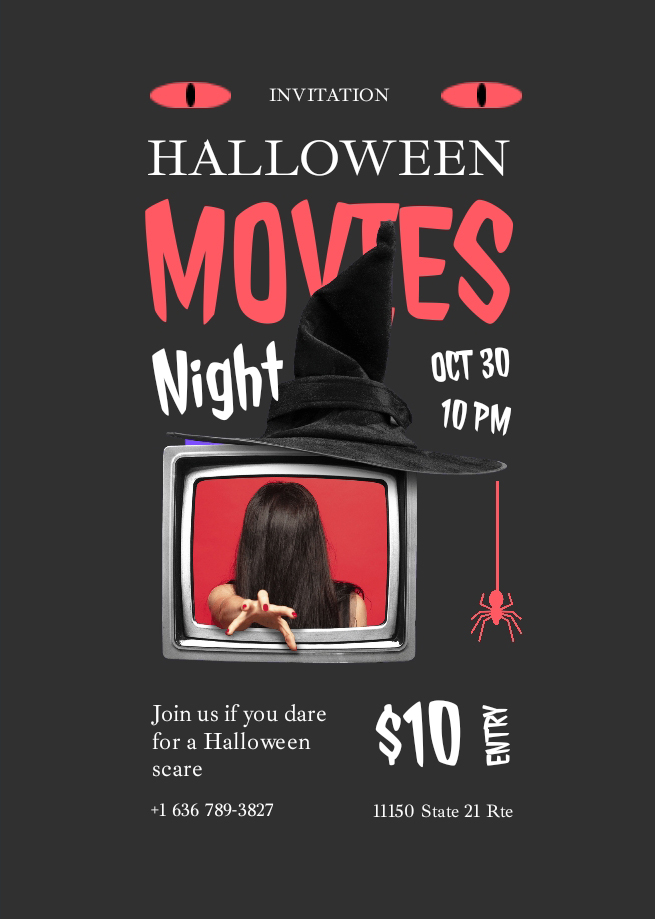 INVITATION
HALLOWEEN
MOVIES
Night
OCT 30
10 PM
Join us if you dare
for a Halloween
scare
$10 ENTRY
+1 636 789-3827
11150 State 21 Rte